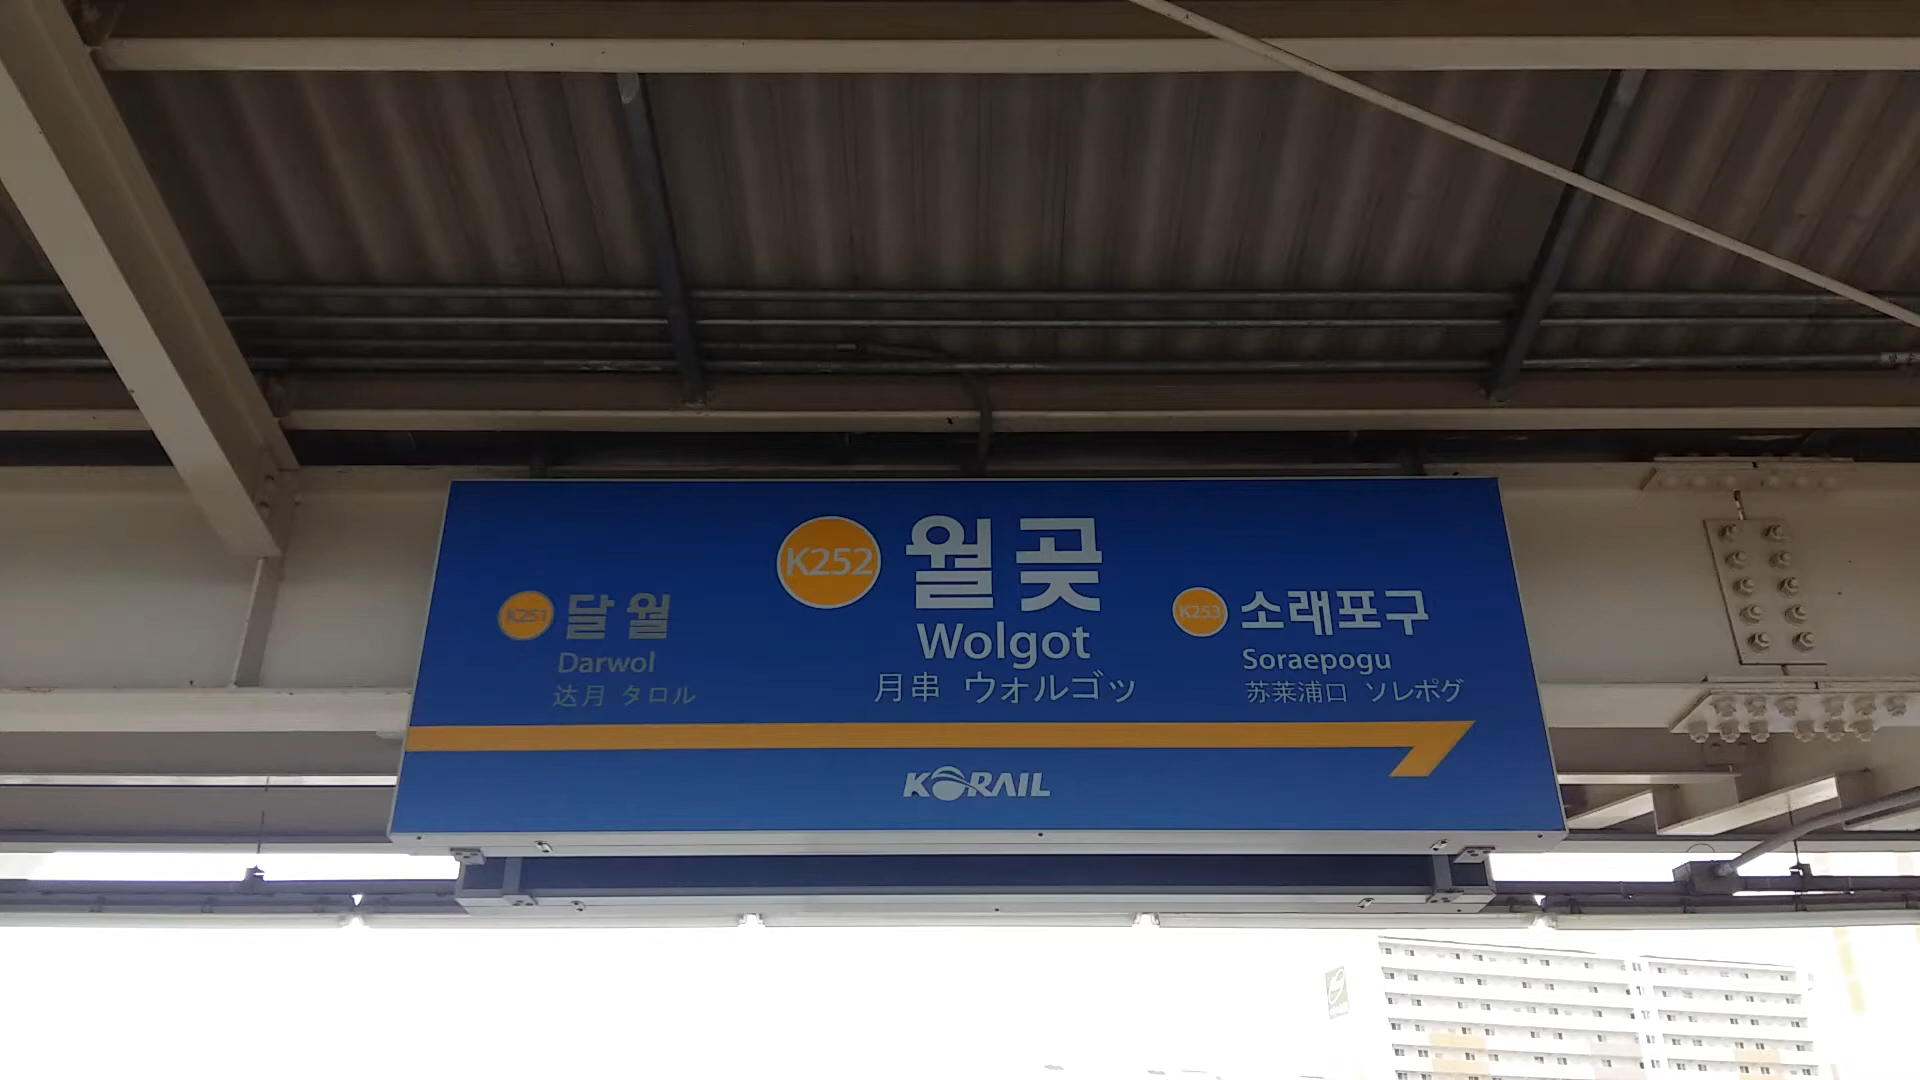 K252 월곶
Wolgot
月串 ウォルゴッ
K251 달월
Darwol
达月 タロル
K253 소래포구
Soraepogu
苏莱浦口 ソレポグ
KORAIL